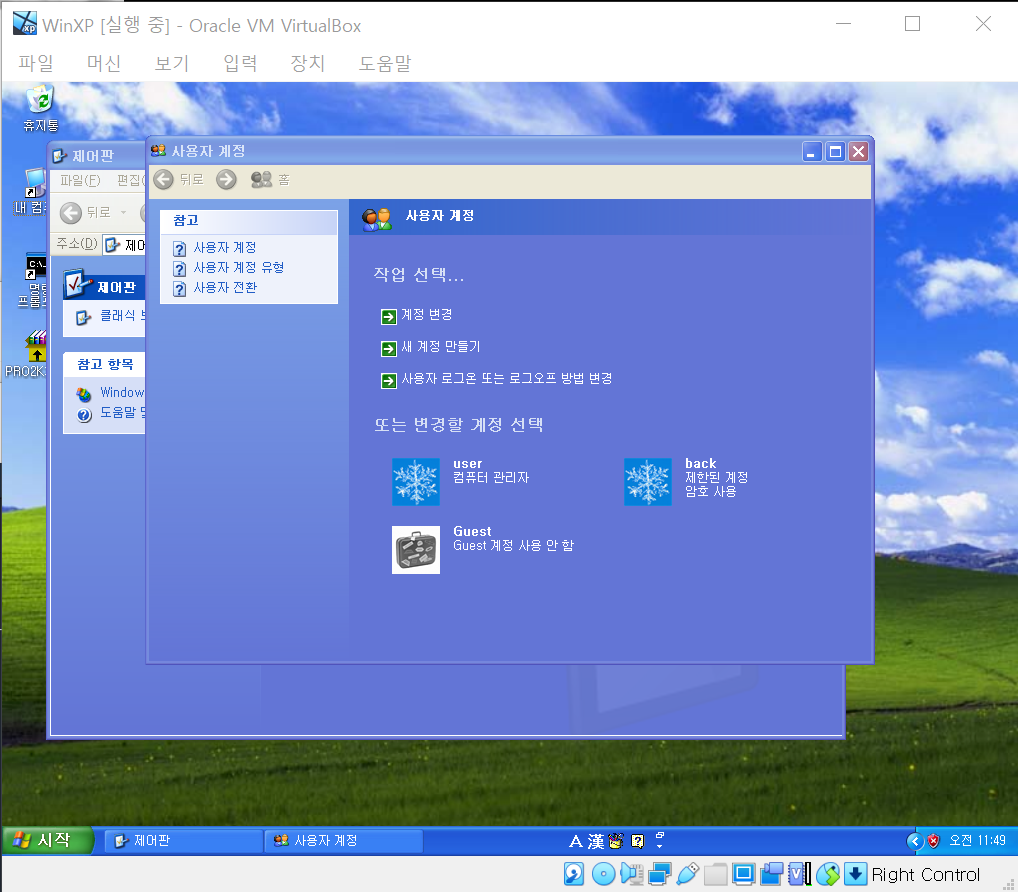 WinXP [실행 중] - Oracle VM VirtualBox
파일 머신 보기 입력 장치 도움말
휴지통
제어판
사용자 계정
파일(F) 편집(
뒤로 홈
내 컴
뒤로
참고
사용자 계정
주소(D) 제어
사용자 계정
사용자 계정 유형
사용자 전환
작업 선택...
C:\.
명령
프롬
제어판
계정 변경
클래식
새 계정 만들기
PRO2K
참고 항목
사용자 로그온 또는 로그오프 방법 변경
Window
도움말 및
또는 변경할 계정 선택
user
컴퓨터 관리자
back
제한된 계정
암호 사용
Guest
Guest 계정 사용 안 함
시작 제어판 사용자 계정 A 漢 오전 11:49
Right Control